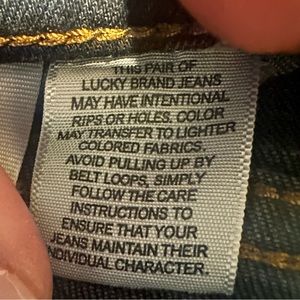 THIS PAIR OF
LUCKY BRAND JEANS
MAY HAVE INTENTIONAL
RIPS OR HOLES. COLOR
MAY TRANSFER TO LIGHTER
COLORED FABRICS.
AVOID PULLING UP BY
BELT LOOPS, SIMPLY
FOLLOW THE CARE
INSTRUCTIONS TO
ENSURE THAT YOUR
JEANS MAINTAIN THEIR
INDIVIDUAL CHARACTER.